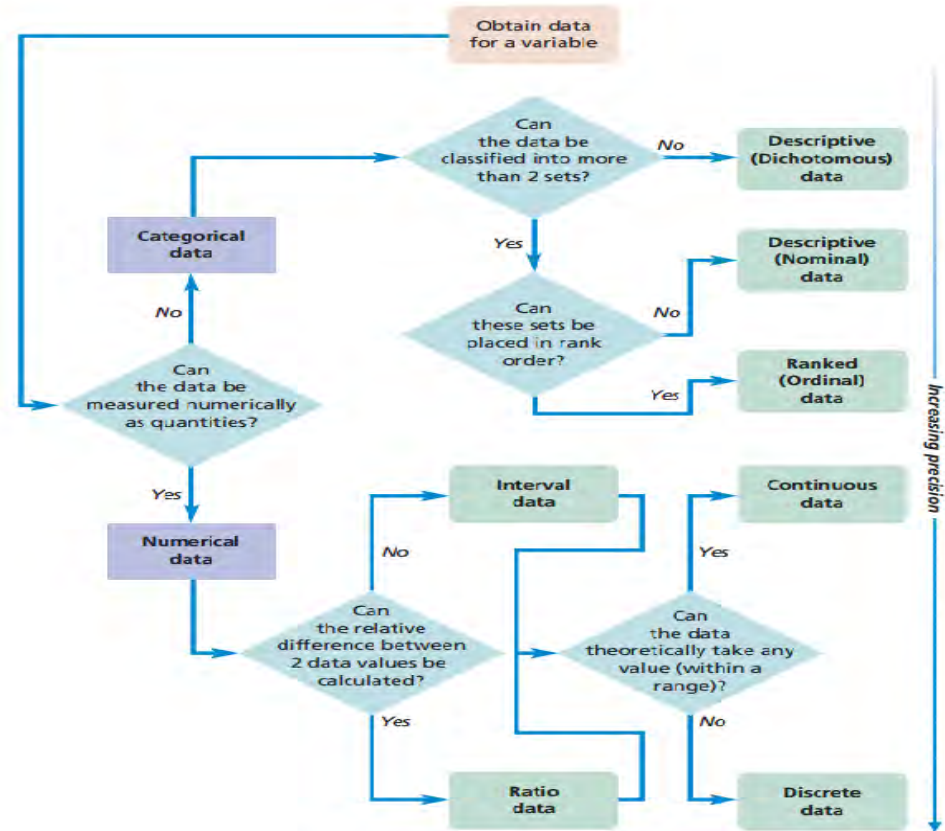 Obtain data
for a variable
Can
the data be
classified into more
than 2 sets?
No
Descriptive
(Dichotomous)
data
Categorical
data
Yes
Descriptive
(Nominal)
data
No
Can
these sets be
placed in rank
order?
No
Ranked
(Ordinal)
data
Yes
Can
the data be
measured numerically
as quantities?
Increasing precision
Yes
Interval
data
Continuous
data
Numerical
data
No
Yes
Can
the relative
difference between
2 data values be
calculated?
Can
the data
theoretically take any
value (within a
range)?
Yes
No
Ratio
data
Discrete
data